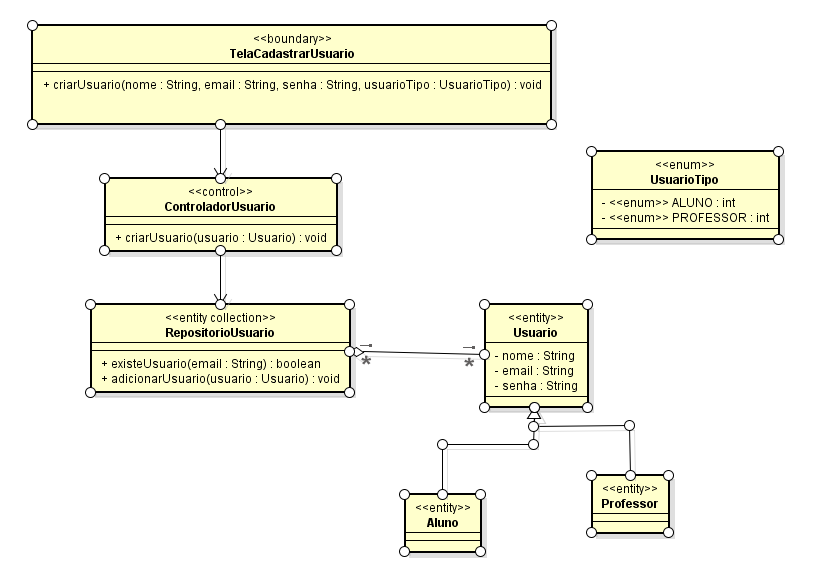 <<boundary>>
TelaCadastrarUsuario
+ criarUsuario(nome : String, email : String, senha : String, usuarioTipo : UsuarioTipo) : void
<<enum>>
UsuarioTipo
- <<enum>> ALUNO : int
- <<enum>> PROFESSOR : int
<<control>>
ControladorUsuario
+ criarUsuario(usuario : Usuario) : void
<<entity collection>>
RepositorioUsuario
+ existeUsuario(email : String) : boolean
+ adicionarUsuario(usuario : Usuario) : void
*
*
<<entity>>
Usuario
- nome : String
- email : String
- senha : String
<<entity>>
Aluno
<<entity>>
Professor